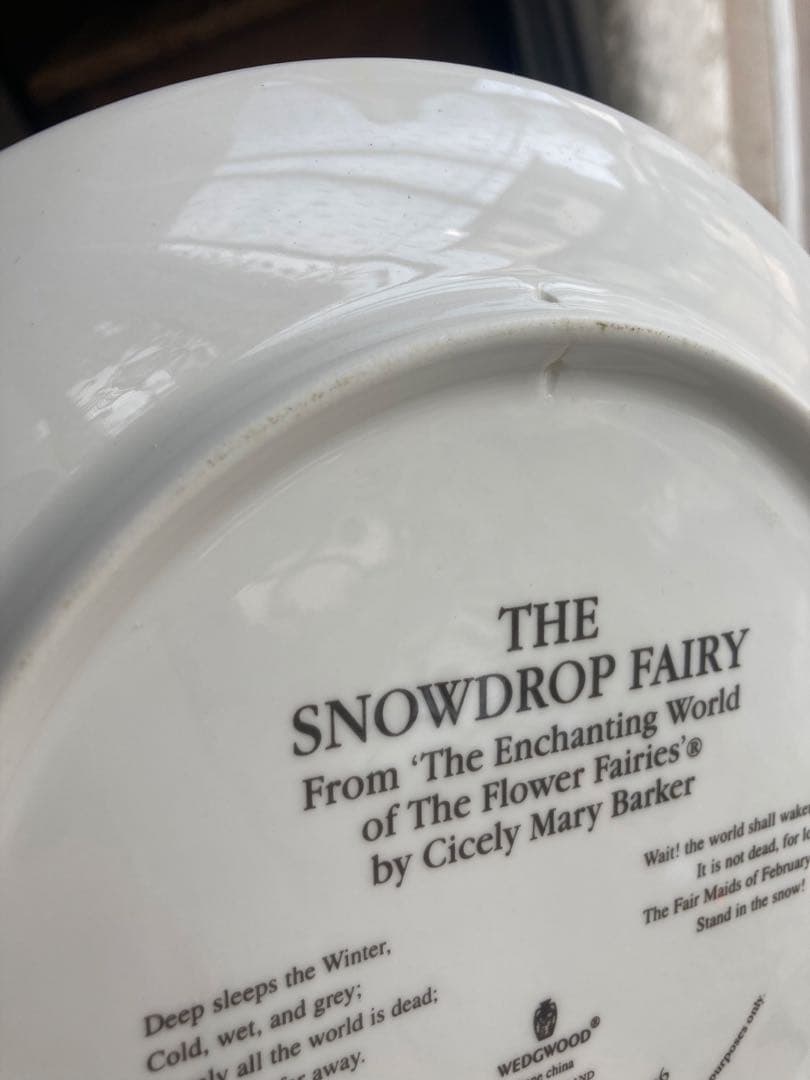 THE
SNOWDROP FAIRY
From ‘The Enchanting World
of The Flower Fairies’®
by Cicely Mary Barker
Wait! the world shall waken
It is not dead, for
The Fair Maids of February
Stand in the snow!
Deep sleeps the Winter,
Cold, wet, and grey;
all the world is dead;
away.
WEDGWOOD®
china
purposes only